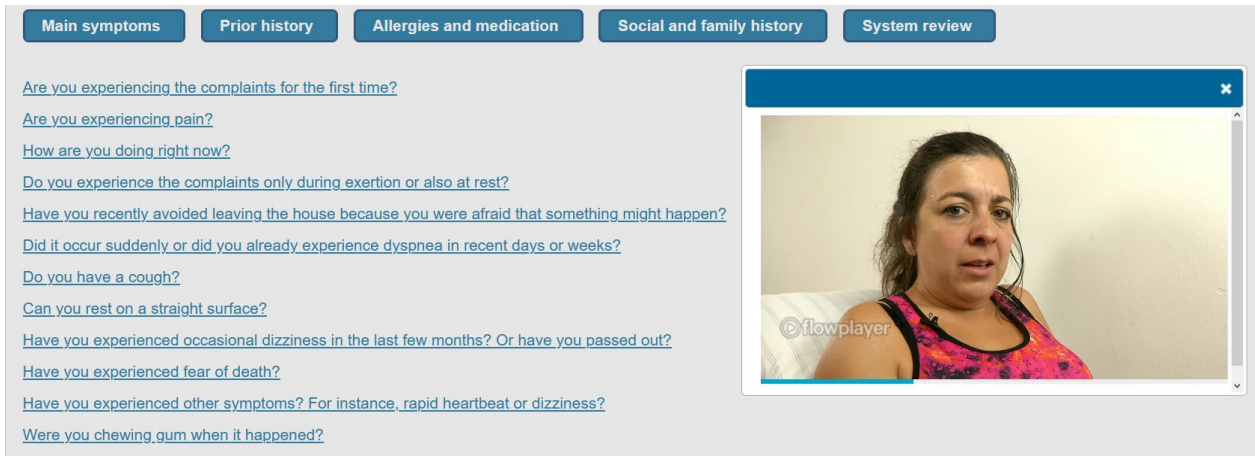 Main symptoms Prior history Allergies and medication Social and family history System review
Are you experiencing the complaints for the first time?
Are you experiencing pain?
How are you doing right now?
Do you experience the complaints only during exertion or also at rest?
Have you recently avoided leaving the house because you were afraid that something might happen?
Did it occur suddenly or did you already experience dyspnea in recent days or weeks?
Do you have a cough?
Can you rest on a straight surface?
Have you experienced occasional dizziness in the last few months? Or have you passed out?
Have you experienced fear of death?
Have you experienced other symptoms? For instance, rapid heartbeat or dizziness?
Were you chewing gum when it happened?
flowplayer